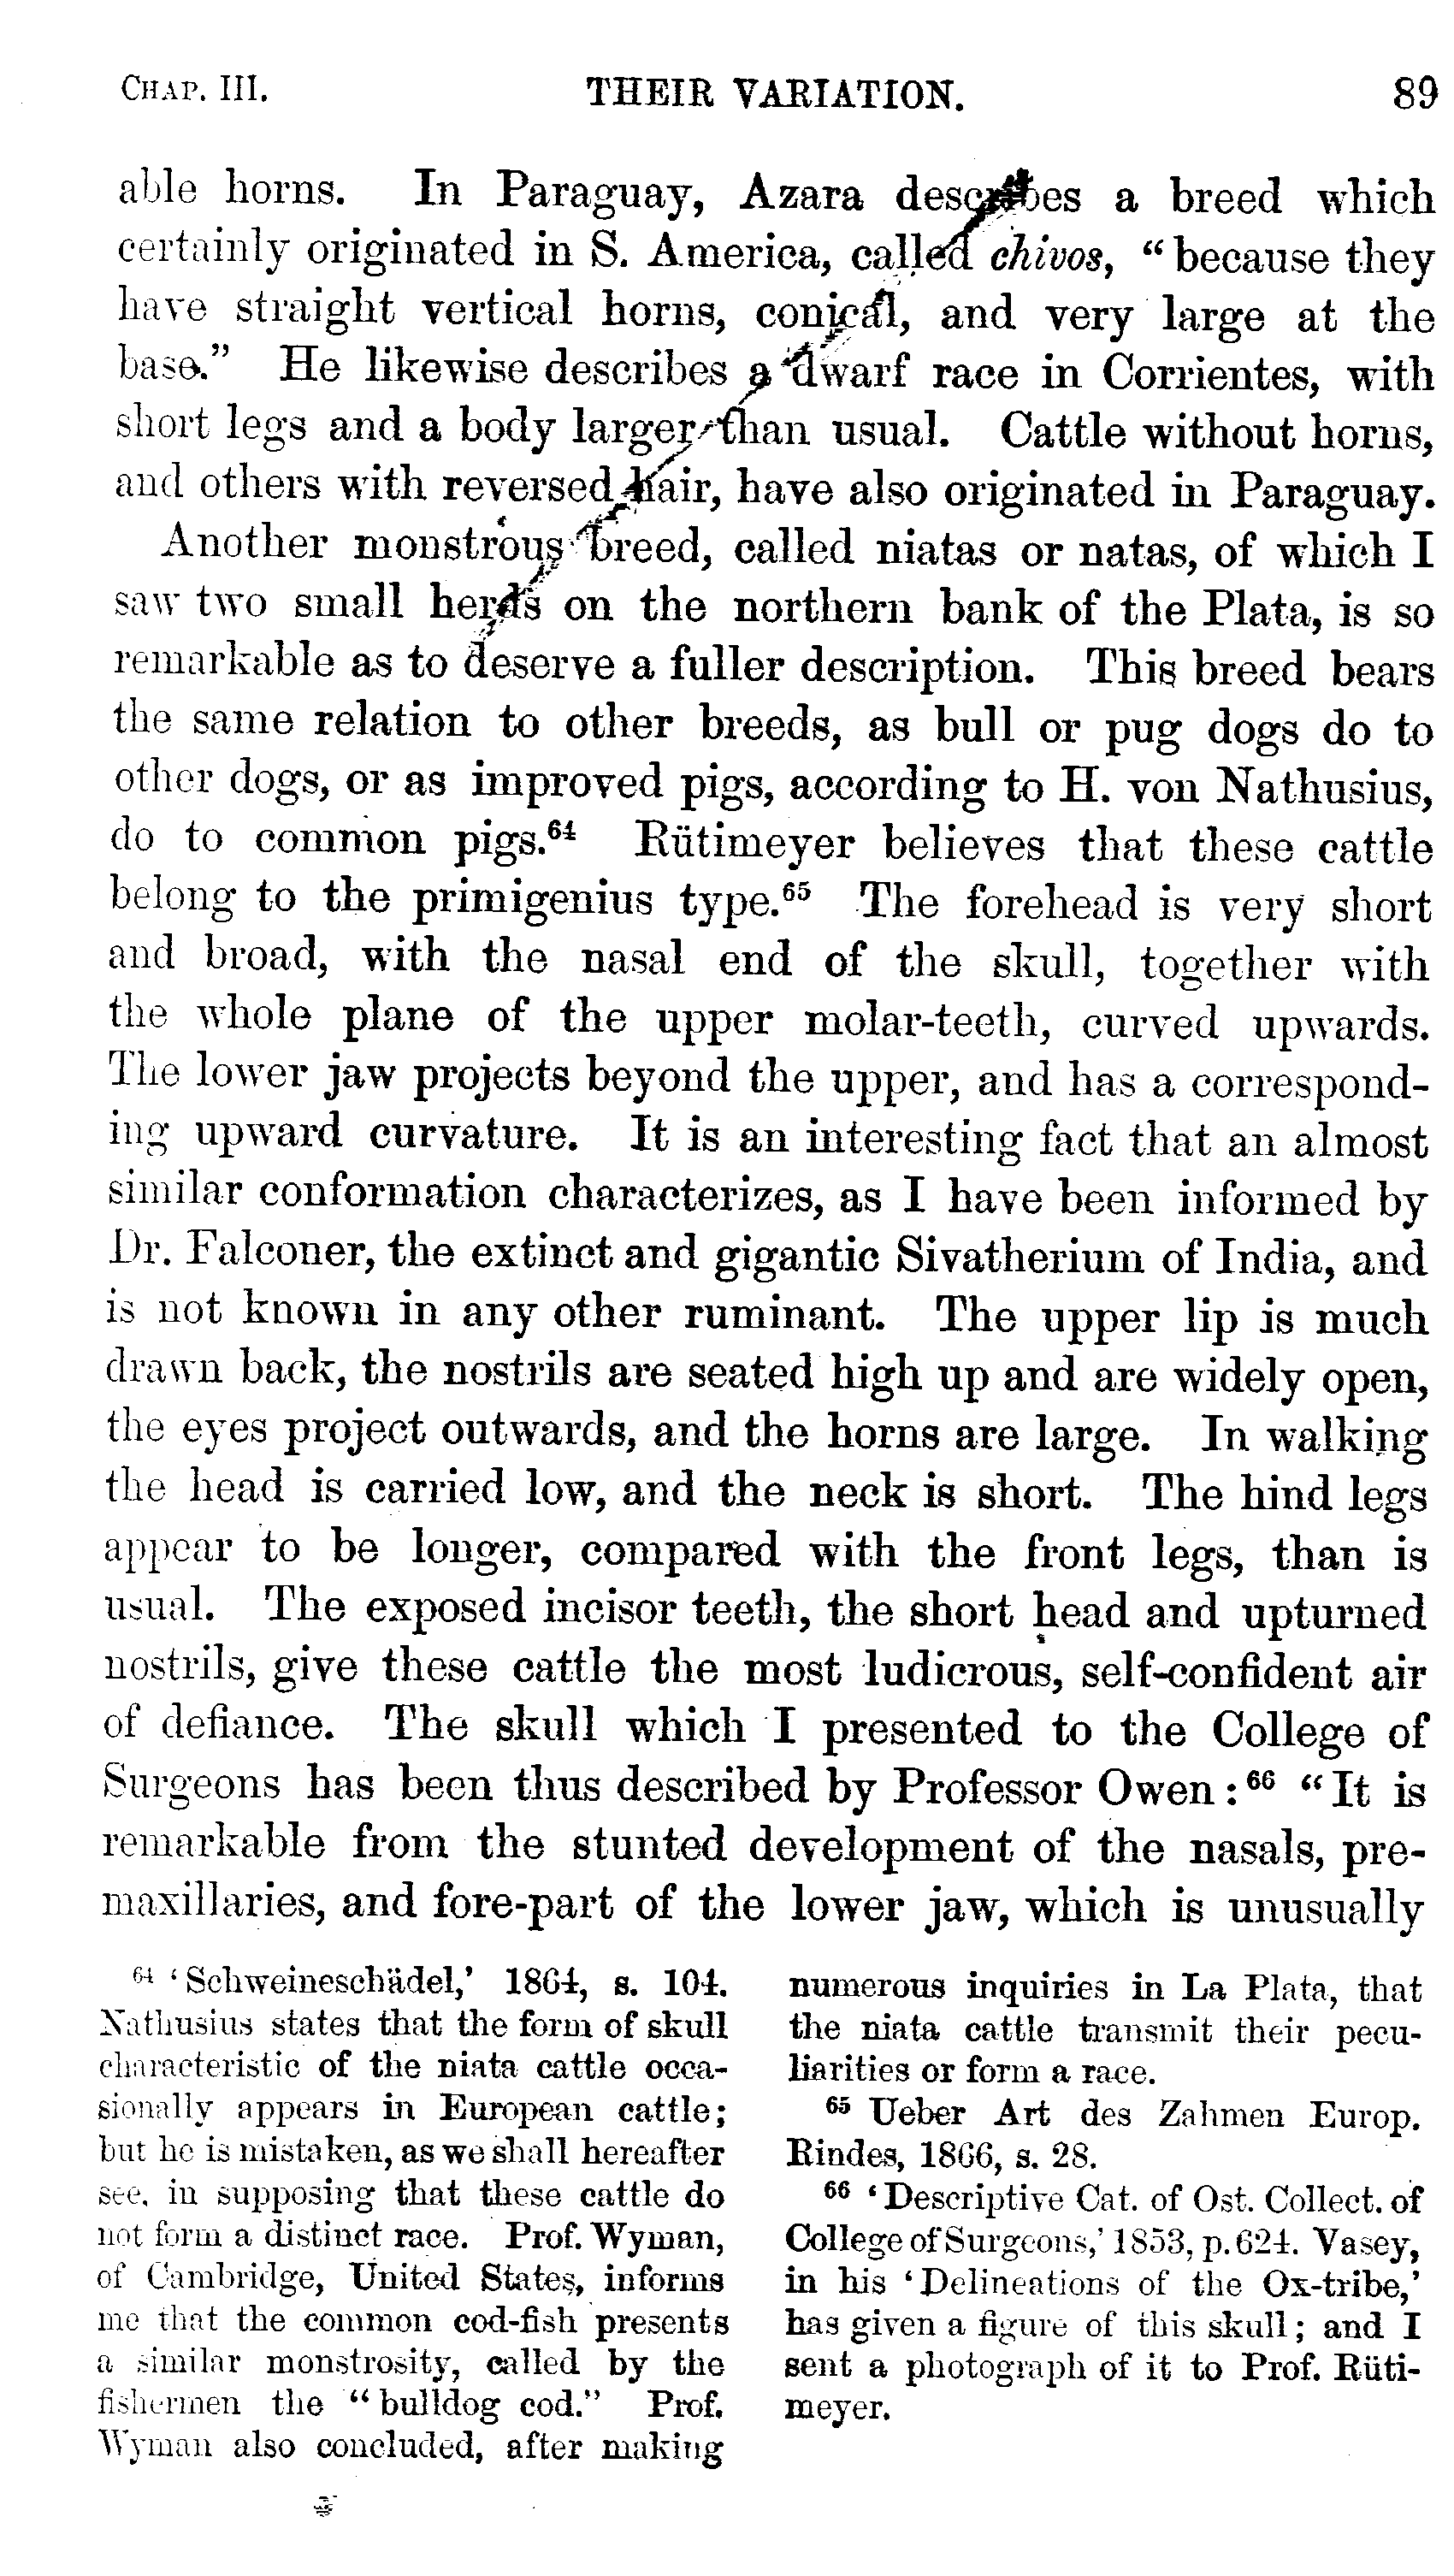 CHAP. III. THEIR VARIATION. 89
able horns. In Paraguay, Azara describes a breed which
certainly originated in S. America, called chivos, “because they
have straight vertical horns, conical, and very large at the
base.” He likewise describes a dwarf race in Corrientes, with
short legs and a body larger than usual. Cattle without horns,
and others with reversed hair, have also originated in Paraguay.
Another monstrous breed, called niatas or natas, of which I
saw two small herds on the northern bank of the Plata, is so
remarkable as to deserve a fuller description. This breed bears
the same relation to other breeds, as bull or pug dogs do to
other dogs, or as improved pigs, according to H. von Nathusius,
do to common pigs.⁶⁴ Rütimeyer believes that these cattle
belong to the primigenius type.⁶⁵ The forehead is very short
and broad, with the nasal end of the skull, together with
the whole plane of the upper molar-teeth, curved upwards.
The lower jaw projects beyond the upper, and has a correspond-
ing upward curvature. It is an interesting fact that an almost
similar conformation characterizes, as I have been informed by
Dr. Falconer, the extinct and gigantic Sivatherium of India, and
is not known in any other ruminant. The upper lip is much
drawn back, the nostrils are seated high up and are widely open,
the eyes project outwards, and the horns are large. In walking
the head is carried low, and the neck is short. The hind legs
appear to be longer, compared with the front legs, than is
usual. The exposed incisor teeth, the short head and upturned
nostrils, give these cattle the most ludicrous, self-confident air
of defiance. The skull which I presented to the College of
Surgeons has been thus described by Professor Owen:⁶⁶ “It is
remarkable from the stunted development of the nasals, pre-
maxillaries, and fore-part of the lower jaw, which is unusually
⁶⁴ ‘Schweineschädel,’ 1864, s. 104.
Nathusius states that the form of skull
characteristic of the niata cattle occa-
sionally appears in European cattle;
but he is mistaken, as we shall hereafter
see, in supposing that these cattle do
not form a distinct race. Prof. Wyman,
of Cambridge, United States, informs
me that the common cod-fish presents
a similar monstrosity, called by the
fishermen the “bulldog cod.” Prof.
Wyman also concluded, after making
numerous inquiries in La Plata, that
the niata cattle transmit their pecu-
liarities or form a race.
⁶⁵ Ueber Art des Zahmen Europ.
Rindes, 1866, s. 28.
⁶⁶ ‘Descriptive Cat. of Ost. Collect. of
College of Surgeons,’ 1853, p. 624. Vasey,
in his ‘Delineations of the Ox-tribe,’
has given a figure of this skull; and I
sent a photograph of it to Prof. Rüti-
meyer.